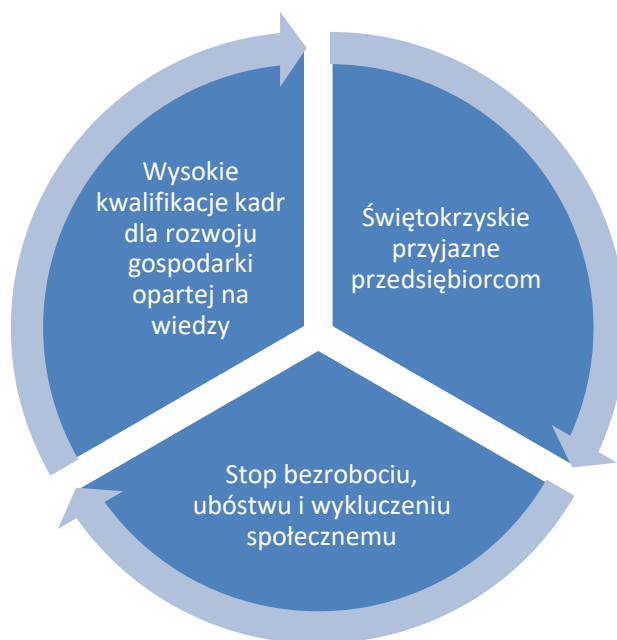 Wysokie
kwalifikacje kadr
dla rozwoju
gospodarki
opartej na
wiedzy
Świętokrzyskie
przyjazne
przedsiębiorcom
Stop bezrobociu,
ubóstwu i wykluczeniu
społecznemu